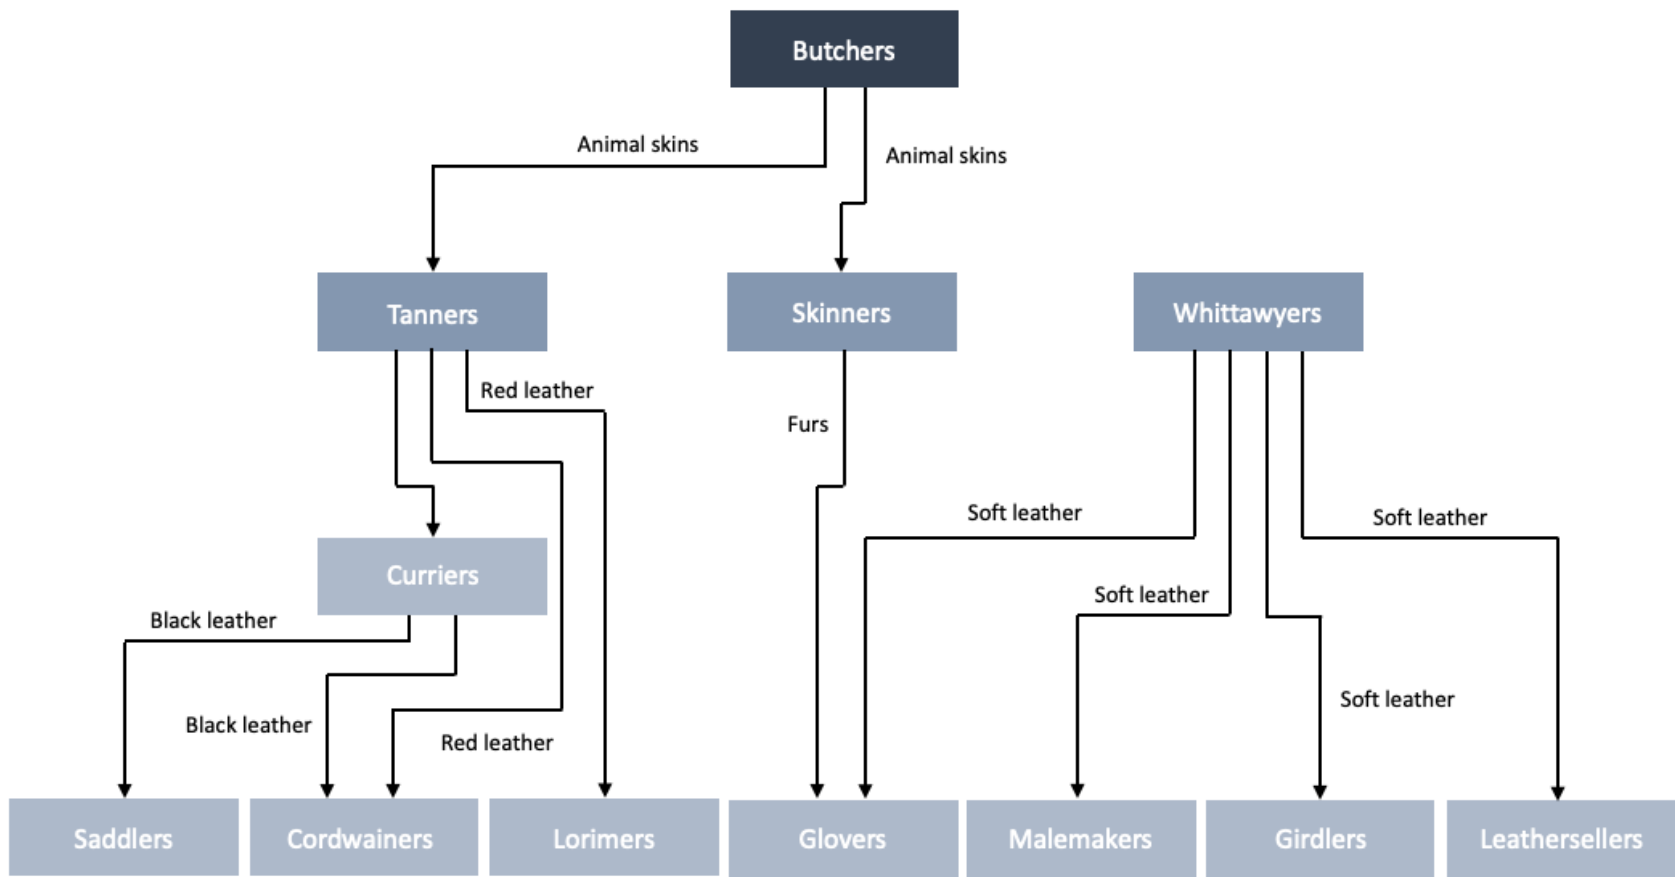 Butchers
Animal skins
Animal skins
Tanners
Skinners
Whittawyers
Red leather
Furs
Soft leather
Soft leather
Curriers
Soft leather
Black leather
Soft leather
Black leather
Red leather
Saddlers
Cordwainers
Lorimers
Glovers
Malemakers
Girdlers
Leathersellers